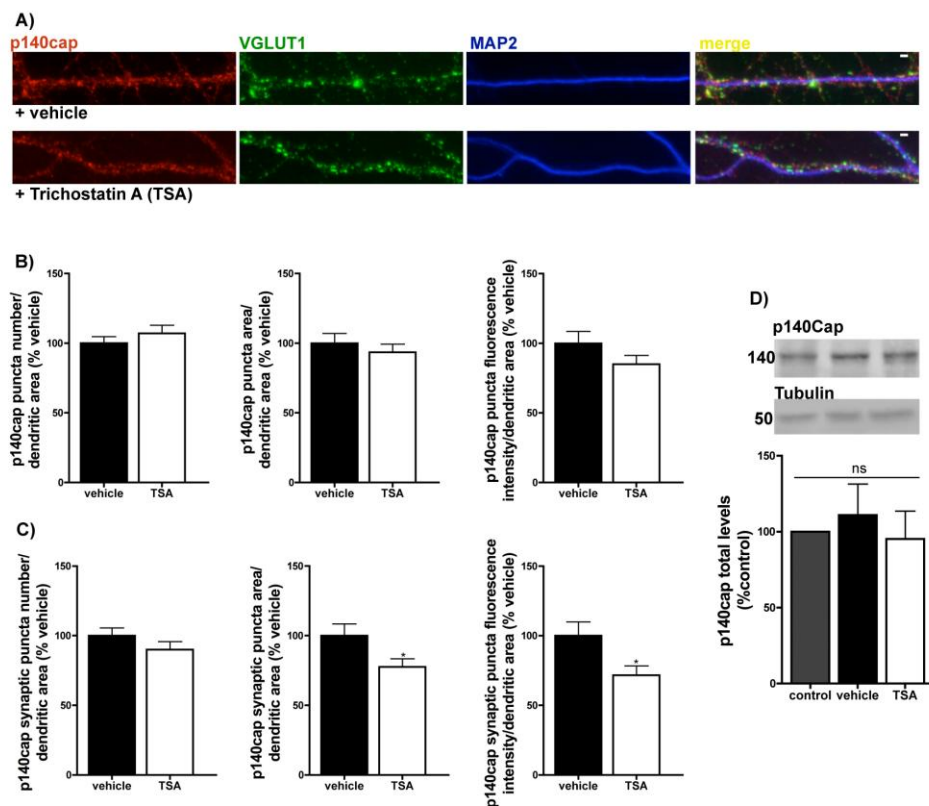 A)
p140cap VGLUT1 MAP2 merge
+ vehicle
+ Trichostatin A (TSA)
B)
p140cap puncta number/
dendritic area (% vehicle)
150
100
50
0
vehicle TSA
p140cap puncta area/
dendritic area (% vehicle)
150
100
50
0
vehicle TSA
p140cap puncta fluorescence
intensity/dendritic area (% vehicle)
150
100
50
0
vehicle TSA
C)
p140cap synaptic puncta number/
dendritic area (% vehicle)
150
100
50
0
vehicle TSA
p140cap synaptic puncta area/
dendritic area (% vehicle)
150
100
50
0
*
vehicle TSA
p140cap synaptic puncta fluorescence
intensity/dendritic area (% vehicle)
150
100
50
0
*
vehicle TSA
D)
p140Cap
140
Tubulin
50
p140cap total levels
(%control)
150
100
50
0
ns
control vehicle TSA